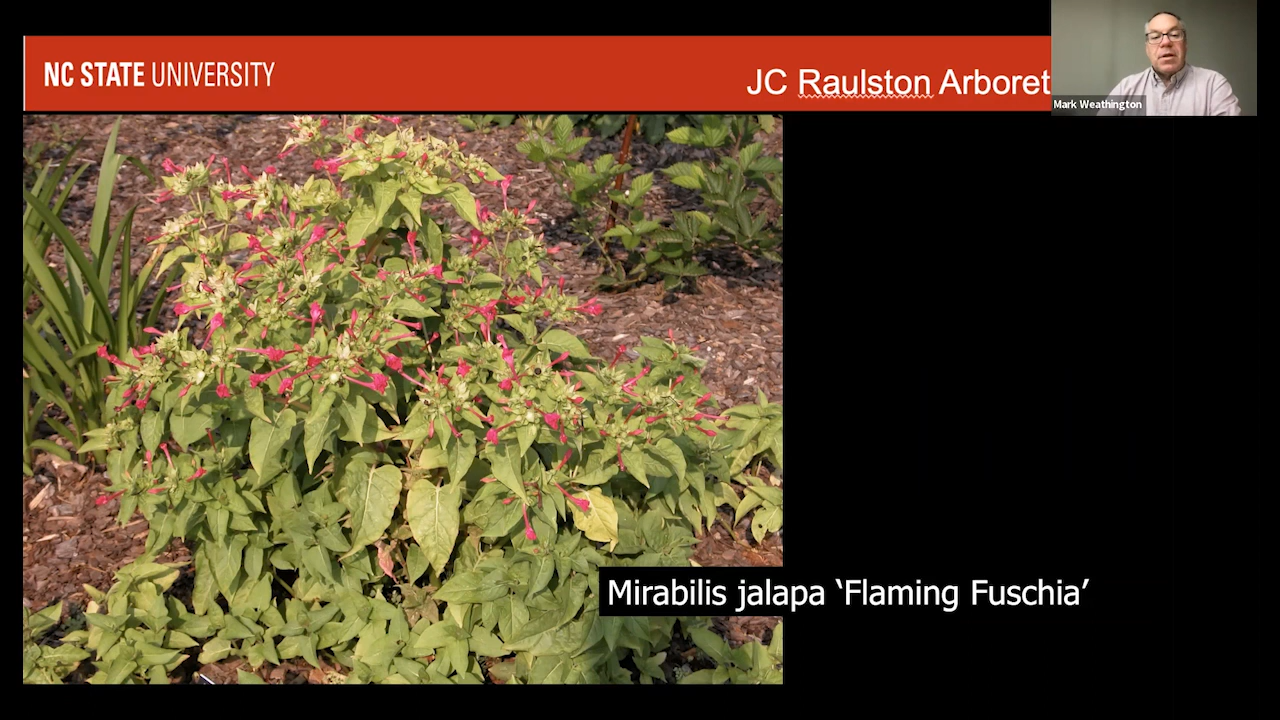 NC STATE UNIVERSITY
JC Raulston Arboret
Mark Weathington
Mirabilis jalapa ‘Flaming Fuschia’